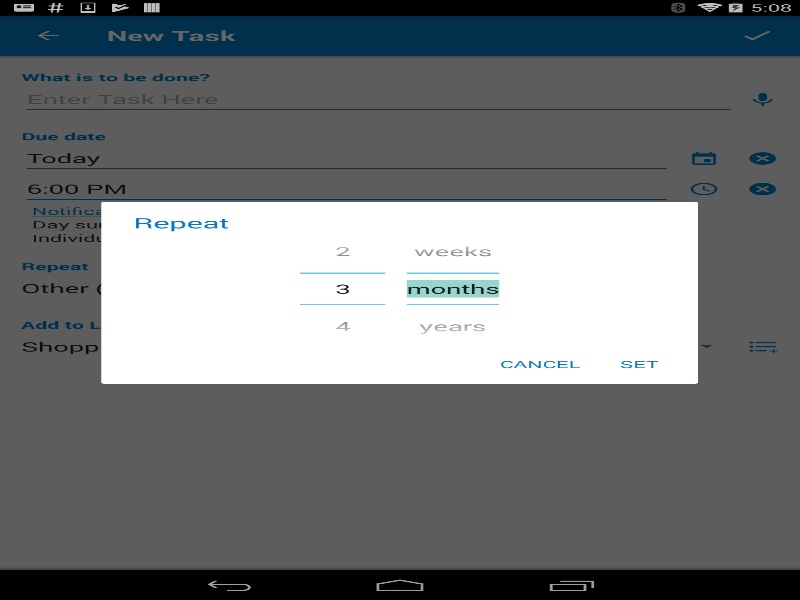 5:08
New Task
What is to be done?
Enter Task Here
Due date
Today
6:00 PM
Notifica
Day su
Individu
Repeat
Other (
Add to L
Shopp
Repeat
2 weeks
3 months
4 years
CANCEL SET